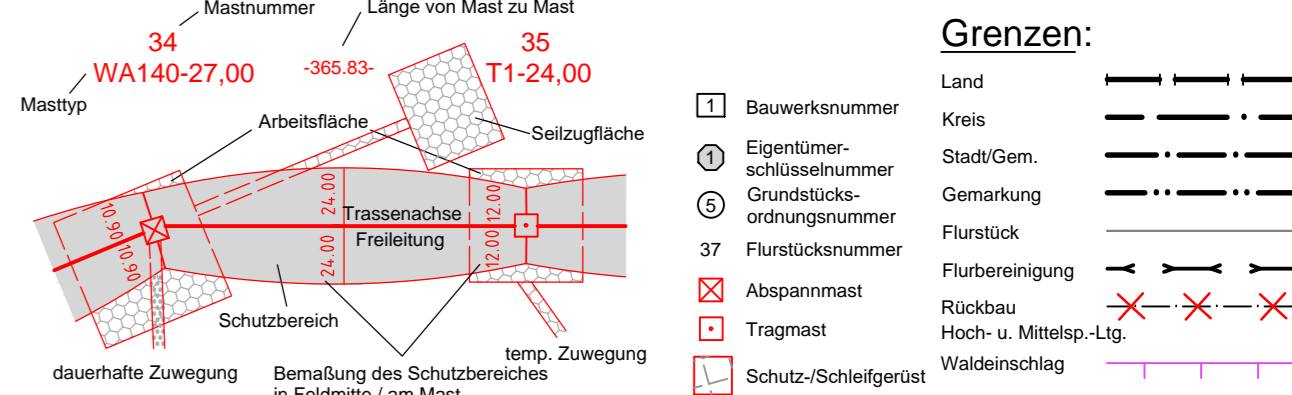 Mastnummer
Länge von Mast zu Mast
34
WA140-27,00
-365.83-
35
T1-24,00
Masttyp
Arbeitsfläche
Seilzugfläche
10.90
10.90
24.00
24.00
Trassenachse
Freileitung
12.00
12.00
Schutzbereich
temp. Zuwegung
dauerhafte Zuwegung
Bemaßung des Schutzbereiches
in Feldmitte / am Mast
1 Bauwerksnummer
1 Eigentümer-
schlüsselnummer
5 Grundstücks-
ordnungsnummer
37 Flurstücksnummer
Abspannmast
Tragmast
Schutz-/Schleifgerüst
Grenzen:
Land
Kreis
Stadt/Gem.
Gemarkung
Flurstück
Flurbereinigung
Rückbau
Hoch- u. Mittelsp.-Ltg.
Waldeinschlag